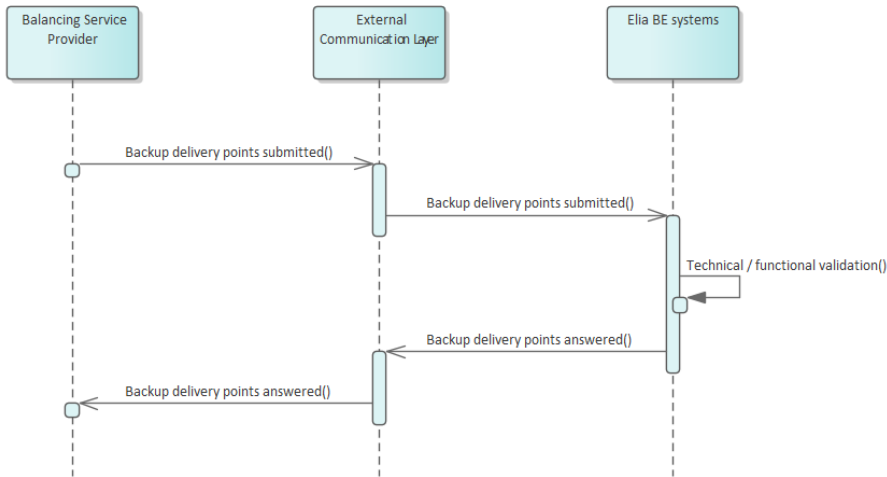 Balancing Service
Provider
External
Communication Layer
Elia BE systems
Backup delivery points submitted()
Backup delivery points submitted()
Technical / functional validation()
Backup delivery points answered()
Backup delivery points answered()